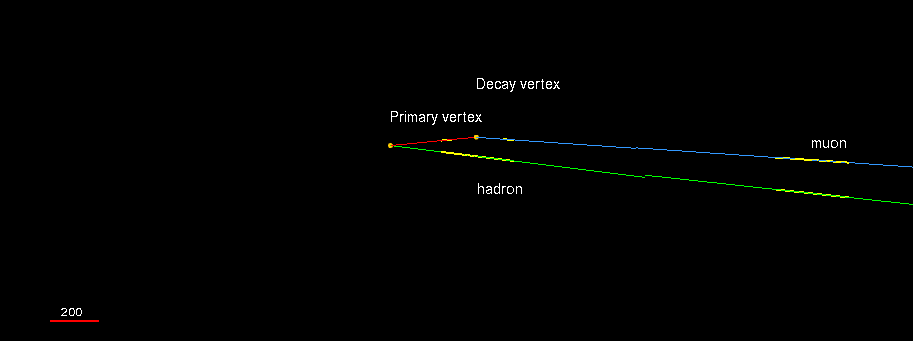 Decay vertex
Primary vertex
muon
hadron
200